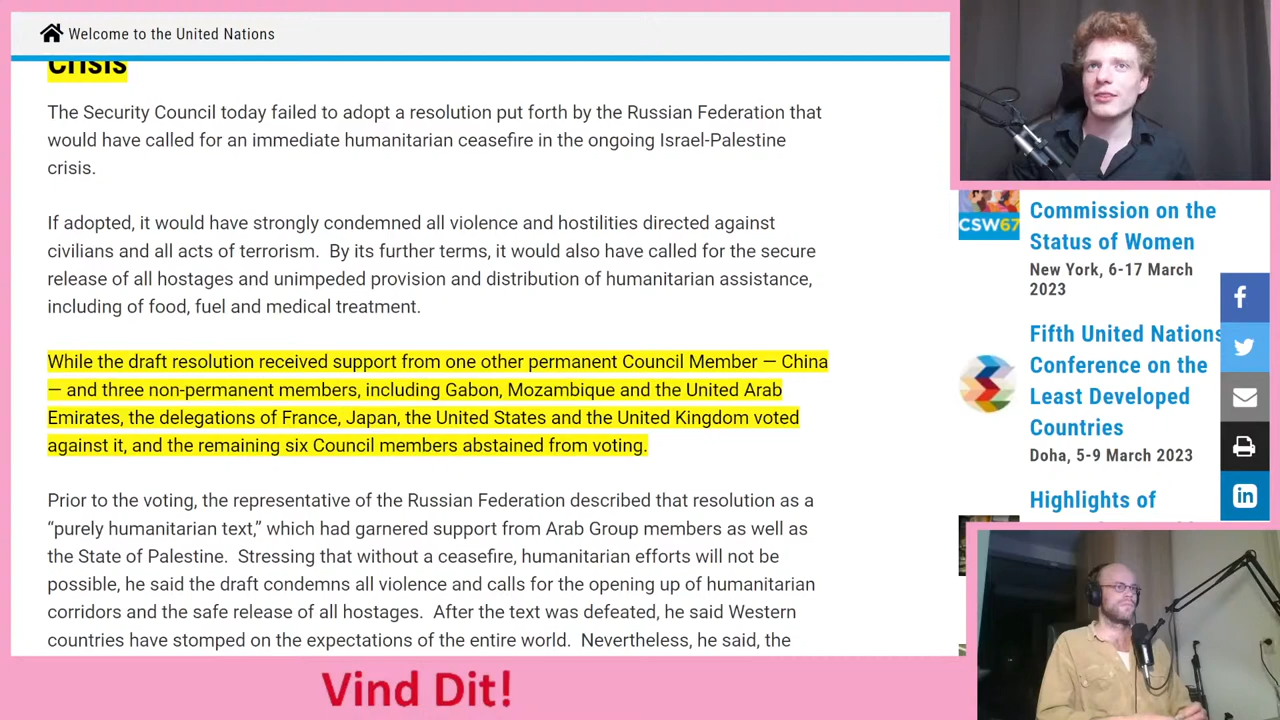 Welcome to the United Nations
Crisis
The Security Council today failed to adopt a resolution put forth by the Russian Federation that
would have called for an immediate humanitarian ceasefire in the ongoing Israel-Palestine
crisis.
If adopted, it would have strongly condemned all violence and hostilities directed against
civilians and all acts of terrorism.  By its further terms, it would also have called for the secure
release of all hostages and unimpeded provision and distribution of humanitarian assistance,
including of food, fuel and medical treatment.
While the draft resolution received support from one other permanent Council Member — China
— and three non-permanent members, including Gabon, Mozambique and the United Arab
Emirates, the delegations of France, Japan, the United States and the United Kingdom voted
against it, and the remaining six Council members abstained from voting.
Prior to the voting, the representative of the Russian Federation described that resolution as a
“purely humanitarian text,” which had garnered support from Arab Group members as well as
the State of Palestine.  Stressing that without a ceasefire, humanitarian efforts will not be
possible, he said the draft condemns all violence and calls for the opening up of humanitarian
corridors and the safe release of all hostages.  After the text was defeated, he said Western
countries have stomped on the expectations of the entire world.  Nevertheless, he said, the
CSW67
Commission on the
Status of Women
New York, 6-17 March
2023
Fifth United Nations
Conference on the
Least Developed
Countries
Doha, 5-9 March 2023
Highlights of
Vind Dit!